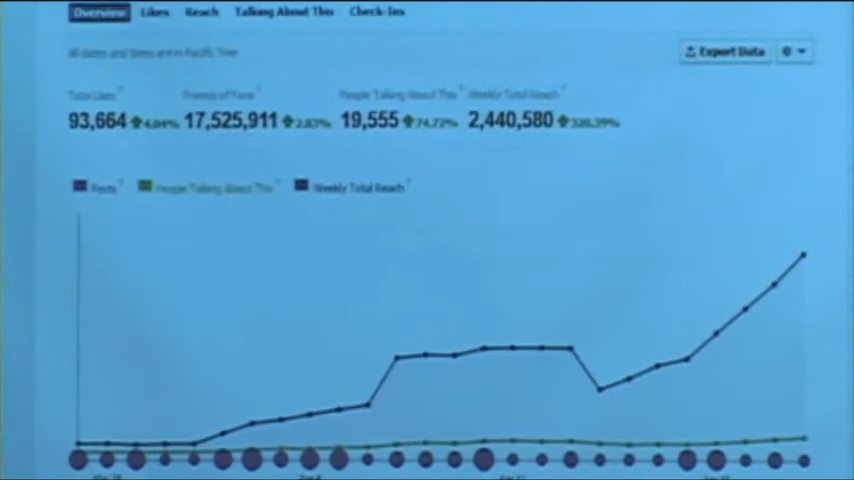 Overview Likes Reach Talking About This Check-Ins
All dates and times are in Pacific Time
Export Data
Total Likes? Friends of Fans? People Talking About This? Weekly Total Reach?
93,664 4.04% 17,525,911 2.83% 19,555 74.72% 2,440,580
Posts? People Talking About This? Weekly Total Reach?